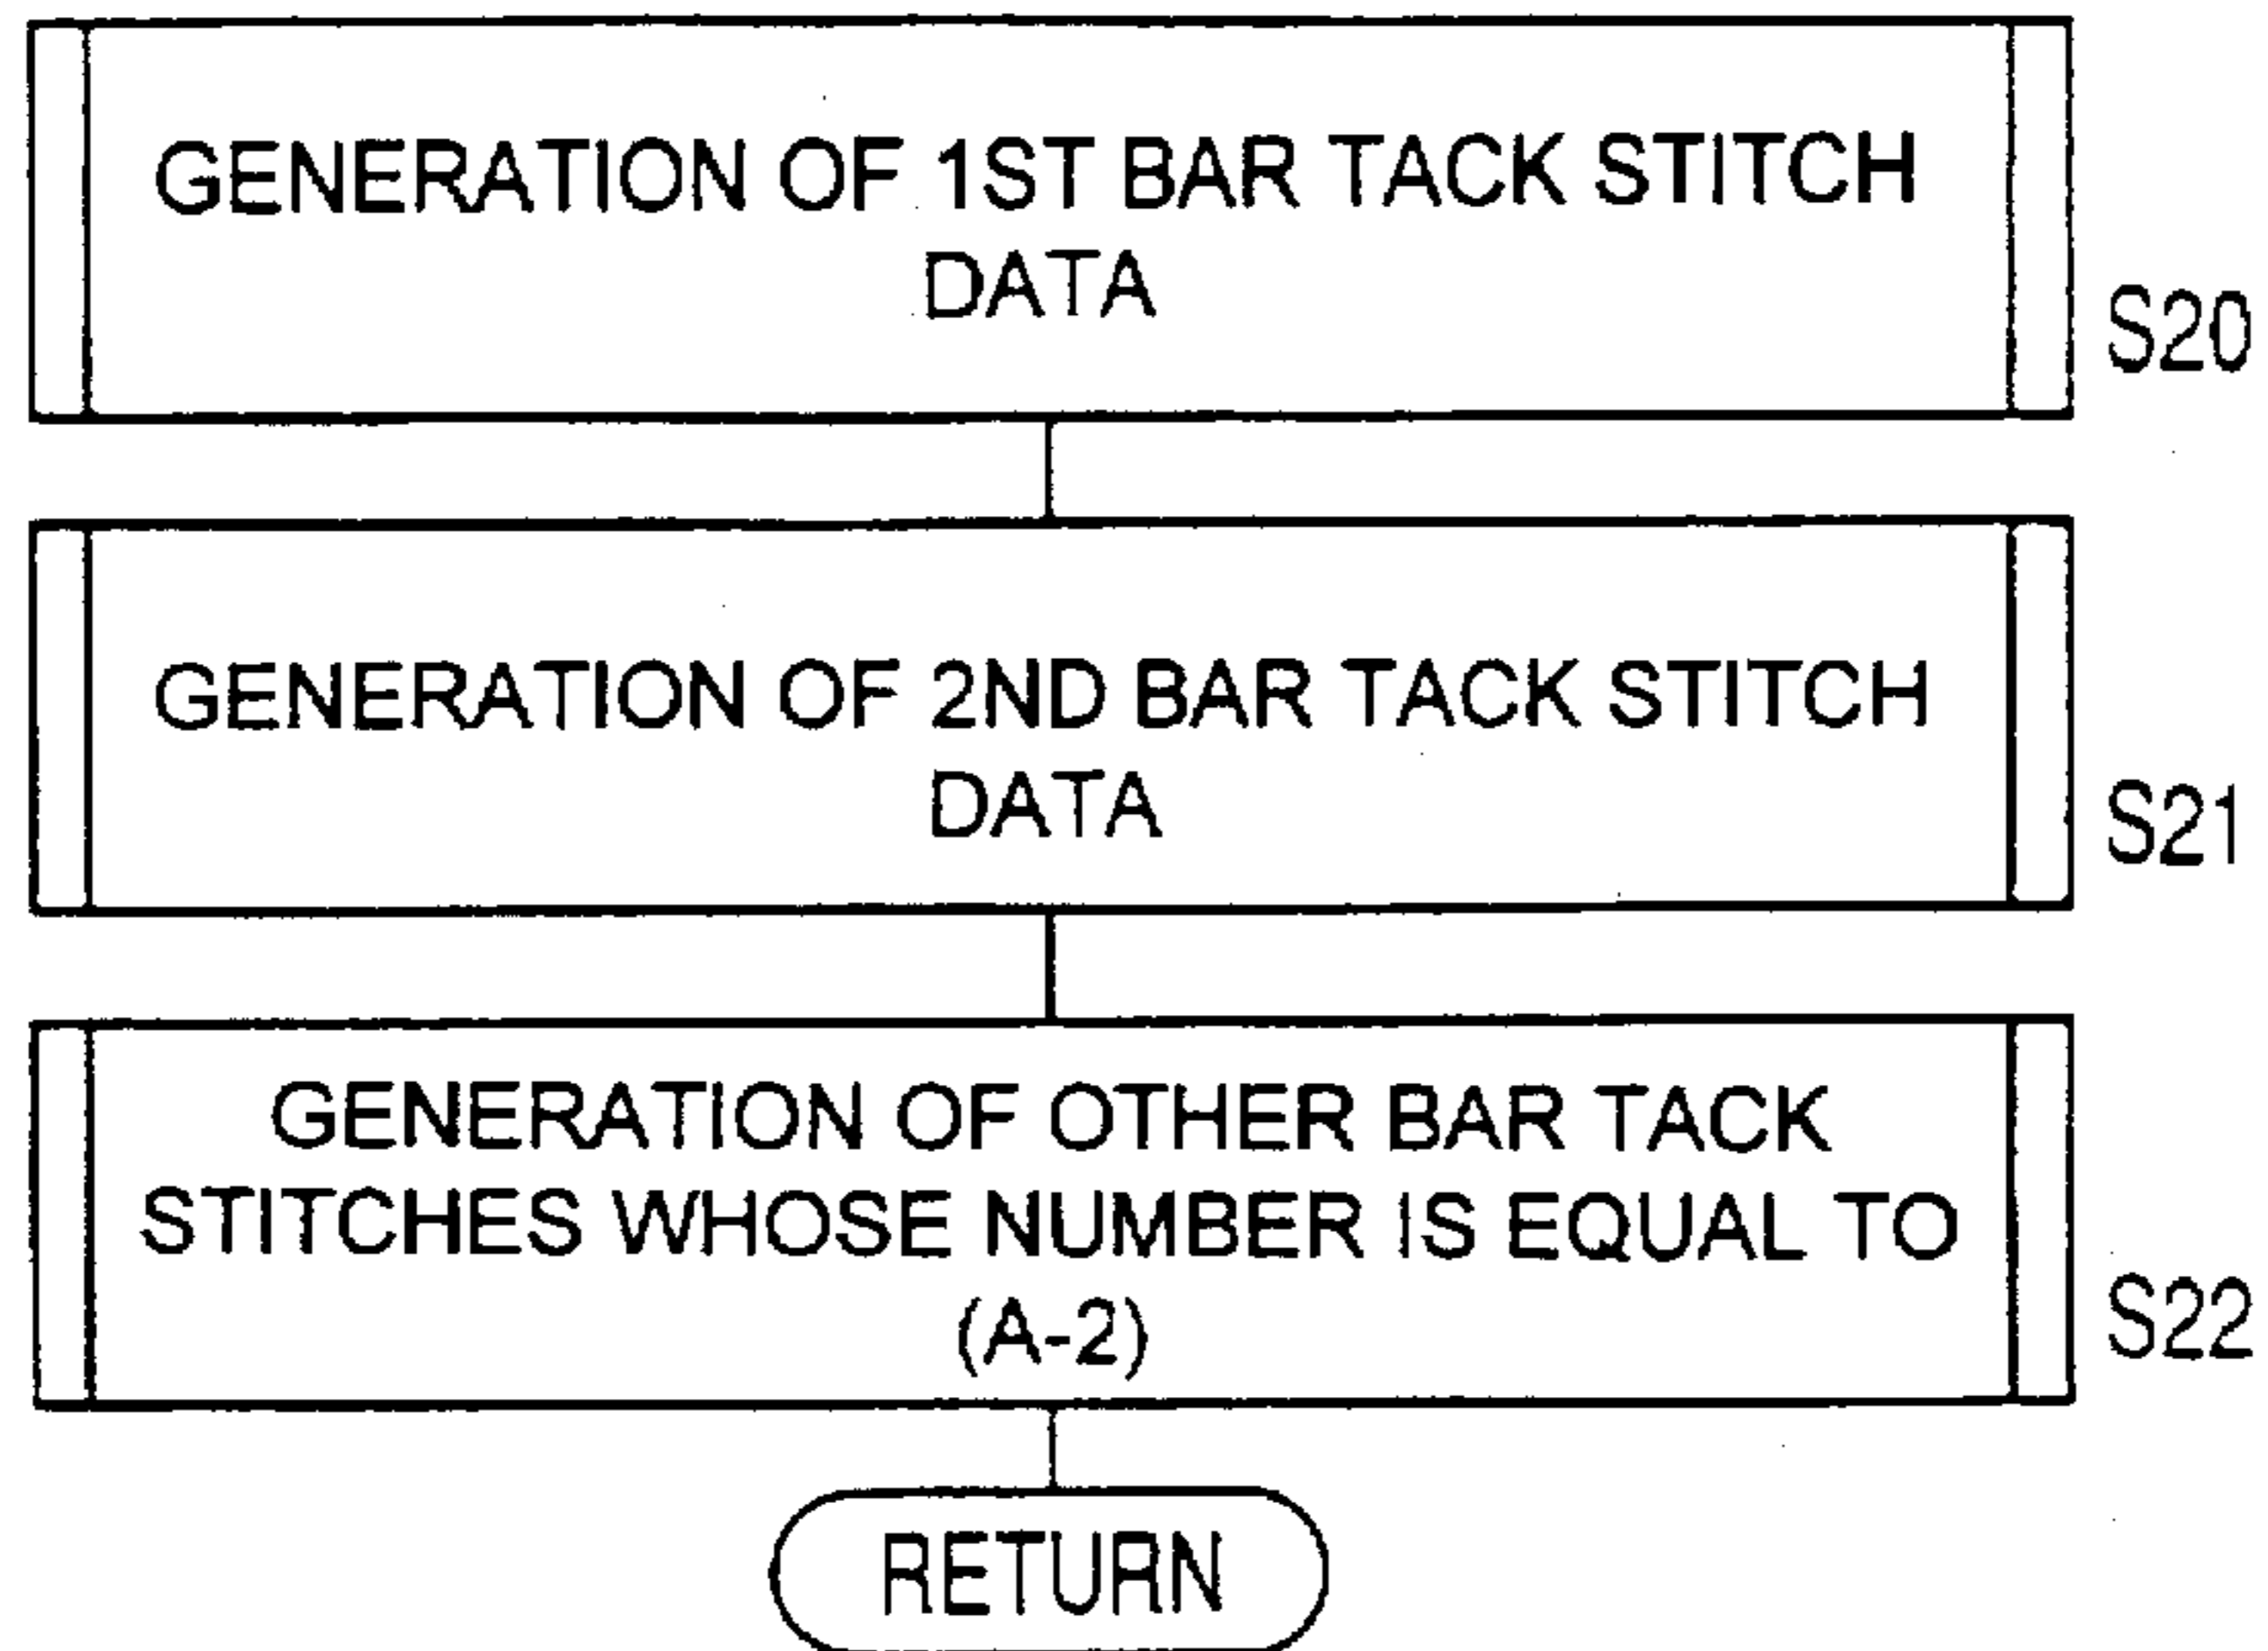 GENERATION OF 1ST BAR TACK STITCH
DATA
S20
GENERATION OF 2ND BAR TACK STITCH
DATA
S21
GENERATION OF OTHER BAR TACK
STITCHES WHOSE NUMBER IS EQUAL TO
(A-2)
S22
RETURN